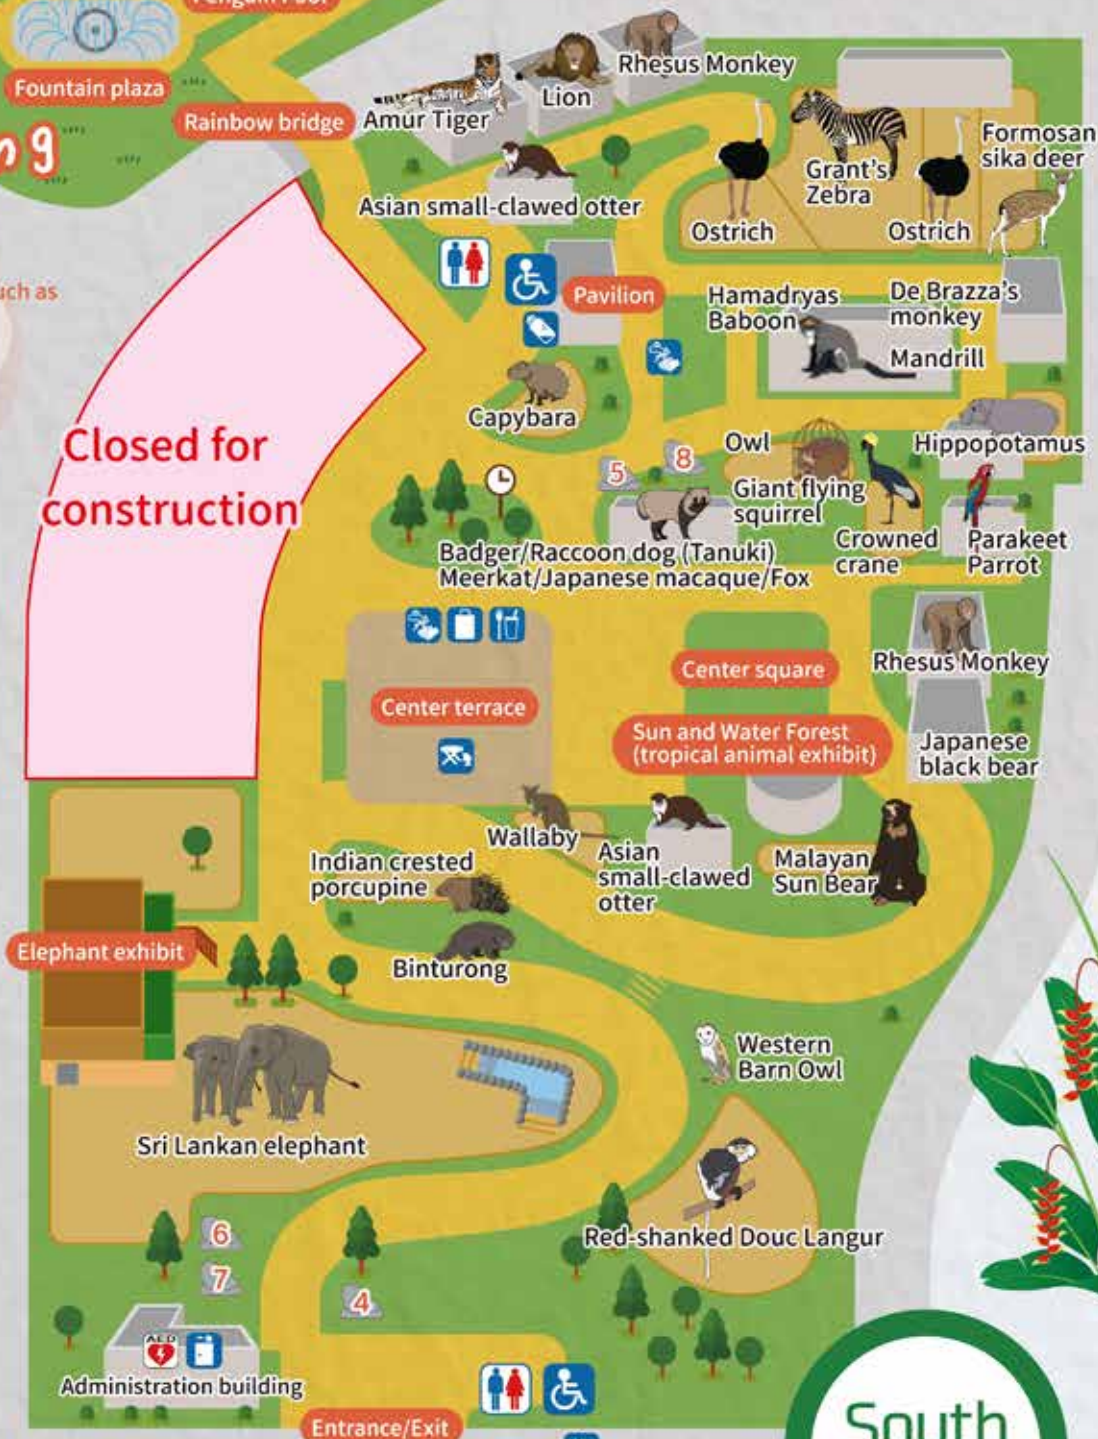 Fountain plaza
Rainbow bridge
Rhesus Monkey
Lion
Amur Tiger
Asian small-clawed otter
Formosan
sika deer
Grant's
Zebra
Ostrich
Ostrich
uch as
Pavilion
Hamadryas
Baboon
De Brazza's
monkey
Mandrill
Capybara
Closed for
construction
Owl
Hippopotamus
5
8
Giant flying
squirrel
Crowned
crane
Parakeet
Parrot
Badger/Raccoon dog (Tanuki)
Meerkat/Japanese macaque/Fox
Center square
Rhesus Monkey
Center terrace
Sun and Water Forest
(tropical animal exhibit)
Japanese
black bear
Wallaby
Asian
small-clawed
otter
Malayan
Sun Bear
Indian crested
porcupine
Binturong
Elephant exhibit
Western
Barn Owl
Sri Lankan elephant
Red-shanked Douc Langur
6
7
4
AED
Administration building
Entrance/Exit
South